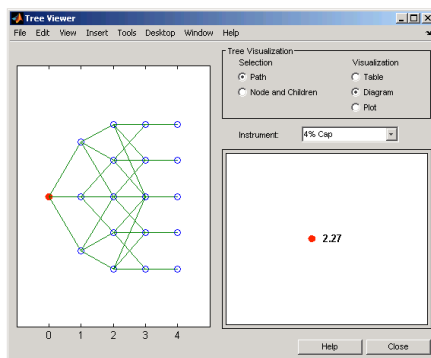 Tree Viewer
File Edit View Insert Tools Desktop Window Help
Tree Visualization
Selection Visualization
Path Table
Node and Children Diagram
Plot
Instrument: 4% Cap
2.27
0 1 2 3 4
Help Close